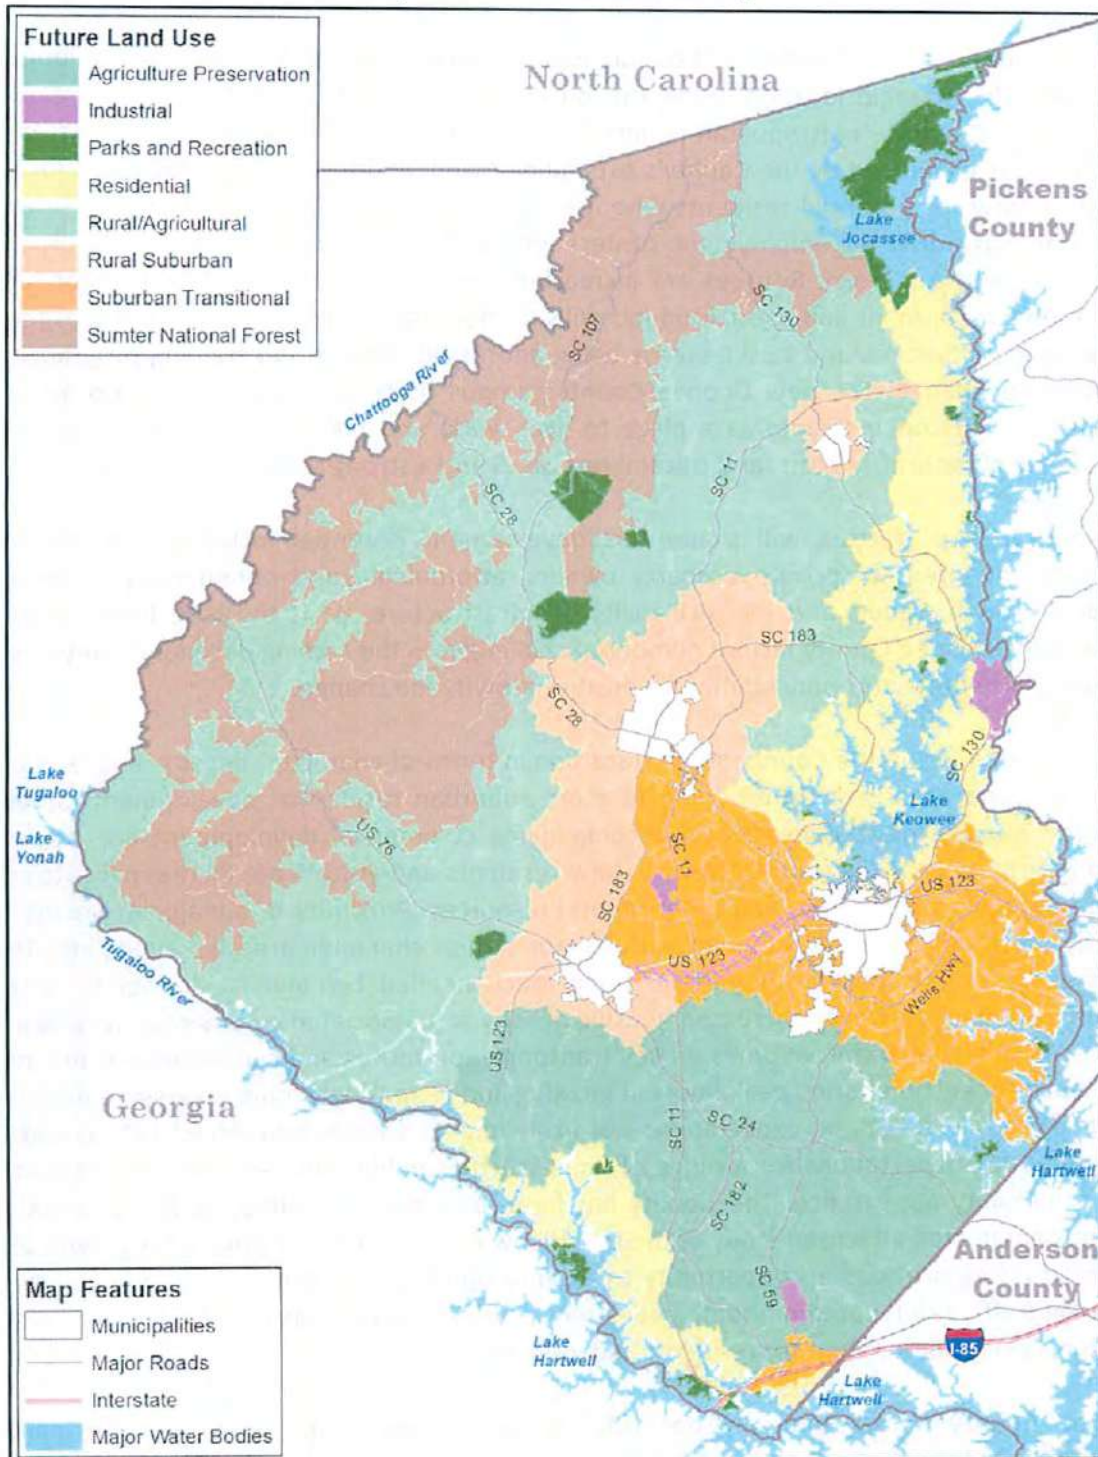 Future Land Use
Agriculture Preservation
Industrial
Parks and Recreation
Residential
Rural/Agricultural
Rural Suburban
Suburban Transitional
Sumter National Forest
North Carolina
Pickens
County
Lake
Jocassee
SC 107
SC 130
Chattooga River
SC 11
SC 28
SC 183
SC 28
SC 130
Lake
Tugaloo
Lake
Keowee
Lake
Yonah
US 76
SC 11
SC 183
US 123
US 123
Wells Hwy
Tugaloo River
US 123
Georgia
SC 11
SC 24
Lake
Hartwell
SC 182
Anderson
County
SC 59
Map Features
Municipalities
Major Roads
Interstate
Major Water Bodies
Lake
Hartwell
I-85
Lake
Hartwell